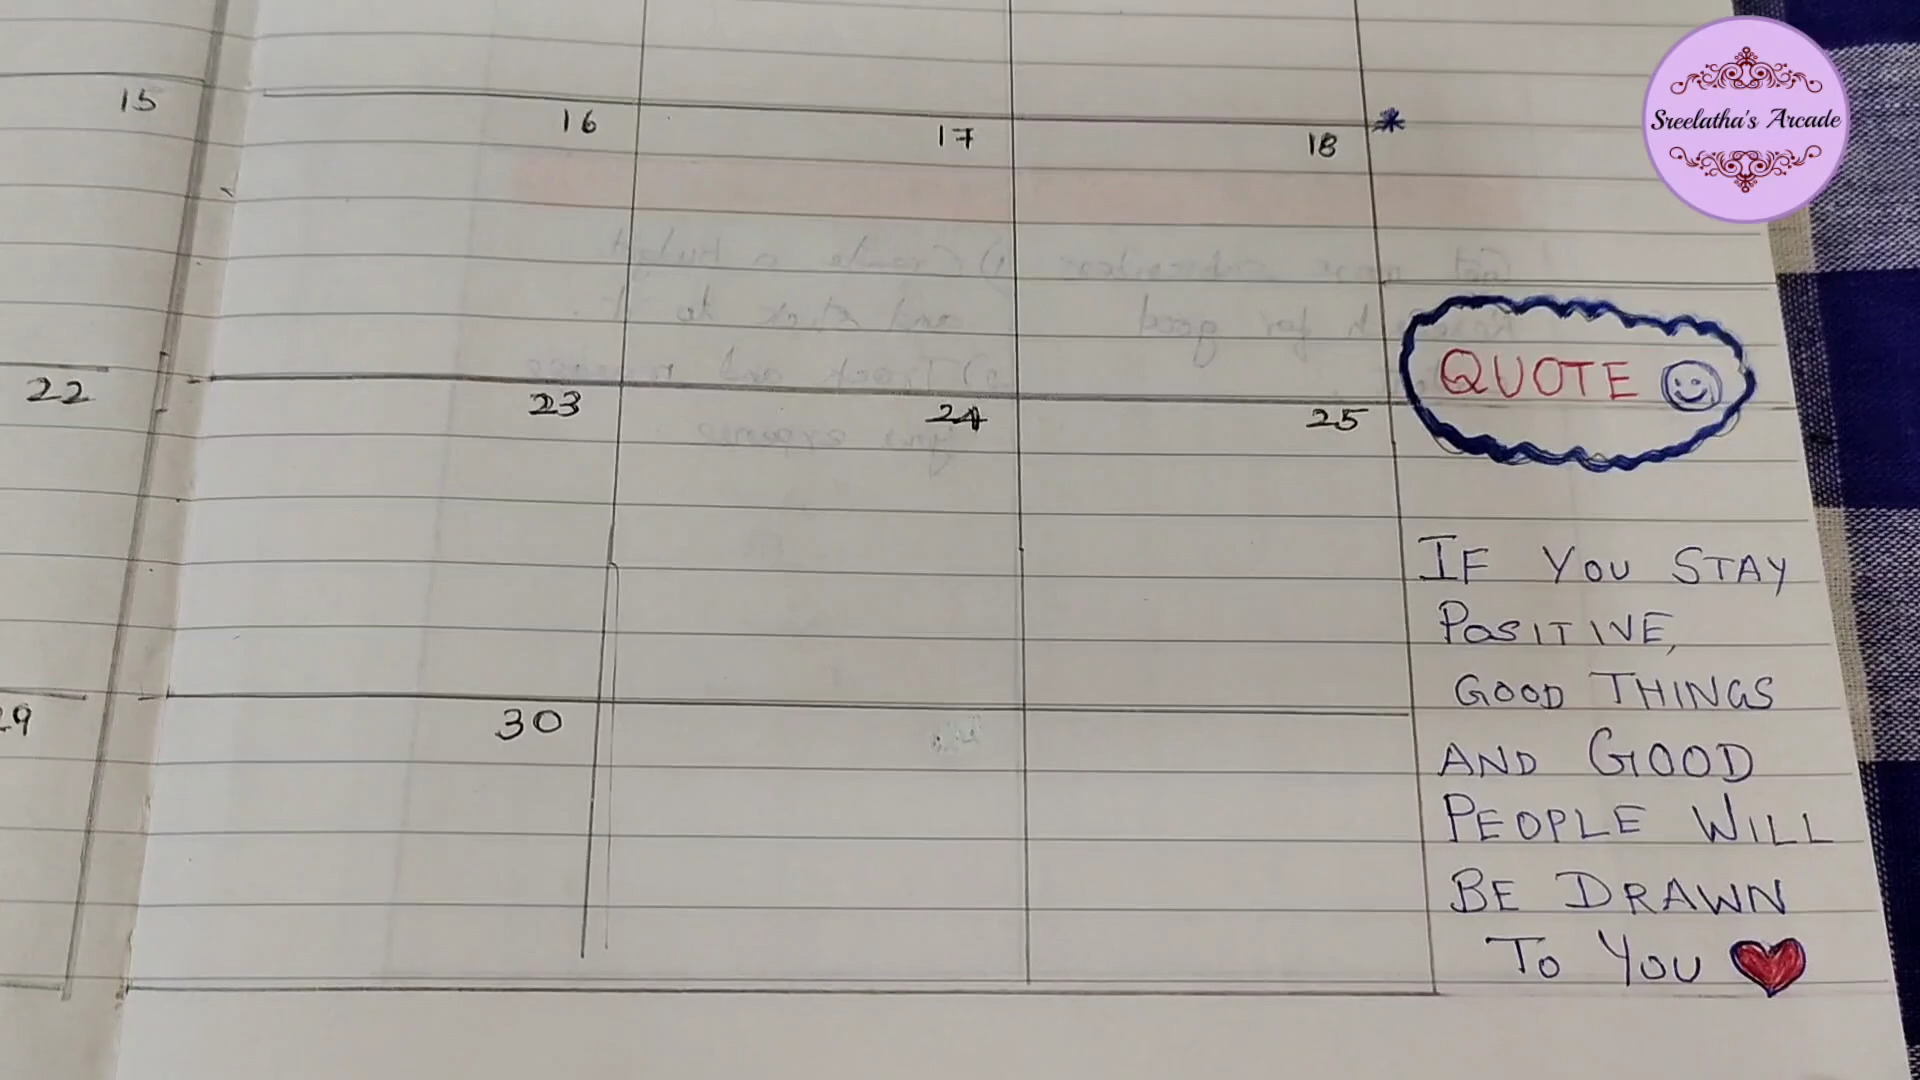 Sreelatha's Arcade
15
16
17
18
22
23
24
25
QUOTE
29
30
IF YOU STAY
POSITIVE,
GOOD THINGS
AND GOOD
PEOPLE WILL
BE DRAWN
TO YOU